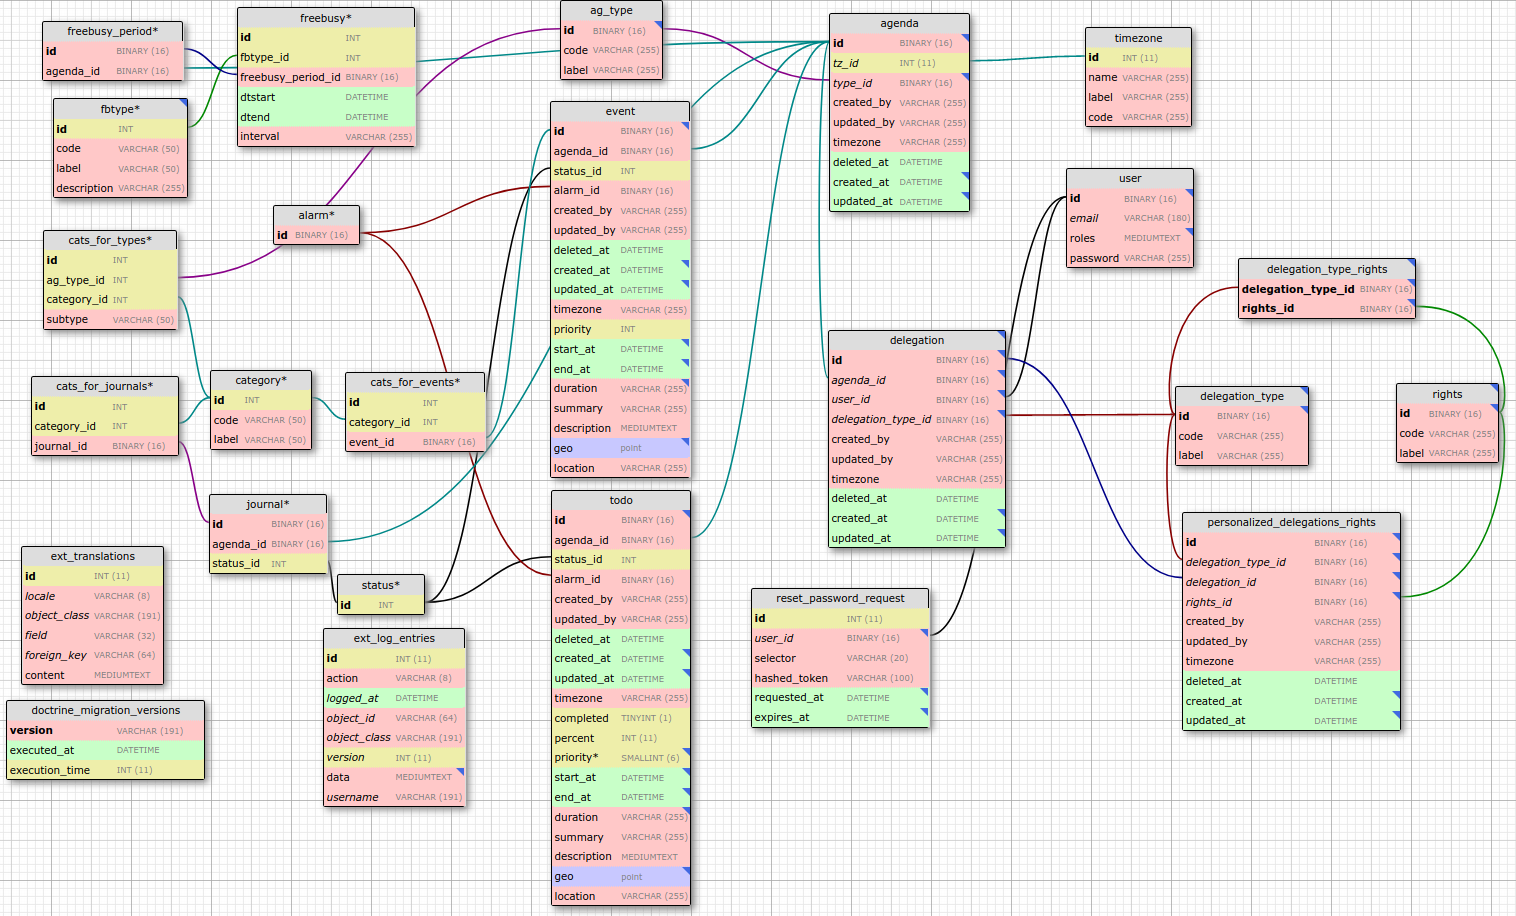 freebusy_period*
id BINARY (16)
agenda_id BINARY (16)
freebusy*
id INT
fbtype_id INT
freebusy_period_id BINARY (16)
dtstart DATETIME
dtend DATETIME
interval VARCHAR (255)
ag_type
id BINARY (16)
code VARCHAR (255)
label VARCHAR (255)
agenda
id BINARY (16)
tz_id INT (11)
type_id BINARY (16)
created_by VARCHAR (255)
updated_by VARCHAR (255)
timezone VARCHAR (255)
deleted_at DATETIME
created_at DATETIME
updated_at DATETIME
timezone
id INT (11)
name VARCHAR (255)
label VARCHAR (255)
code VARCHAR (255)
fbtype*
id INT
code VARCHAR (50)
label VARCHAR (50)
description VARCHAR (255)
event
id BINARY (16)
agenda_id BINARY (16)
status_id INT
alarm_id BINARY (16)
created_by VARCHAR (255)
updated_by VARCHAR (255)
deleted_at DATETIME
created_at DATETIME
updated_at DATETIME
timezone VARCHAR (255)
priority INT
start_at DATETIME
end_at DATETIME
duration VARCHAR (255)
summary VARCHAR (255)
description MEDIUMTEXT
geo point
location VARCHAR (255)
user
id BINARY (16)
email VARCHAR (180)
roles MEDIUMTEXT
password VARCHAR (255)
alarm*
id BINARY (16)
cats_for_types*
id INT
ag_type_id INT
category_id INT
subtype VARCHAR (50)
delegation_type_rights
delegation_type_id BINARY (16)
rights_id BINARY (16)
delegation
id BINARY (16)
agenda_id BINARY (16)
user_id BINARY (16)
delegation_type_id BINARY (16)
created_by VARCHAR (255)
updated_by VARCHAR (255)
timezone VARCHAR (255)
deleted_at DATETIME
created_at DATETIME
updated_at DATETIME
cats_for_journals*
id INT
category_id INT
journal_id BINARY (16)
category*
id INT
code VARCHAR (50)
label VARCHAR (50)
cats_for_events*
id INT
category_id INT
event_id BINARY (16)
delegation_type
id BINARY (16)
code VARCHAR (255)
label VARCHAR (255)
rights
id BINARY (16)
code VARCHAR (255)
label VARCHAR (255)
journal*
id BINARY (16)
agenda_id BINARY (16)
status_id INT
todo
id BINARY (16)
agenda_id BINARY (16)
status_id INT
alarm_id BINARY (16)
created_by VARCHAR (255)
updated_by VARCHAR (255)
deleted_at DATETIME
created_at DATETIME
updated_at DATETIME
timezone VARCHAR (255)
completed TINYINT (1)
percent INT (11)
priority* SMALLINT (6)
start_at DATETIME
end_at DATETIME
duration VARCHAR (255)
summary VARCHAR (255)
description MEDIUMTEXT
geo point
location VARCHAR (255)
personalized_delegations_rights
id BINARY (16)
delegation_type_id BINARY (16)
delegation_id BINARY (16)
rights_id BINARY (16)
created_by VARCHAR (255)
updated_by VARCHAR (255)
timezone VARCHAR (255)
deleted_at DATETIME
created_at DATETIME
updated_at DATETIME
ext_translations
id INT (11)
locale VARCHAR (8)
object_class VARCHAR (191)
field VARCHAR (32)
foreign_key VARCHAR (64)
content MEDIUMTEXT
status*
id INT
reset_password_request
id INT (11)
user_id BINARY (16)
selector VARCHAR (20)
hashed_token VARCHAR (100)
requested_at DATETIME
expires_at DATETIME
ext_log_entries
id INT (11)
action VARCHAR (8)
logged_at DATETIME
object_id VARCHAR (64)
object_class VARCHAR (191)
version INT (11)
data MEDIUMTEXT
username VARCHAR (191)
doctrine_migration_versions
version VARCHAR (191)
executed_at DATETIME
execution_time INT (11)